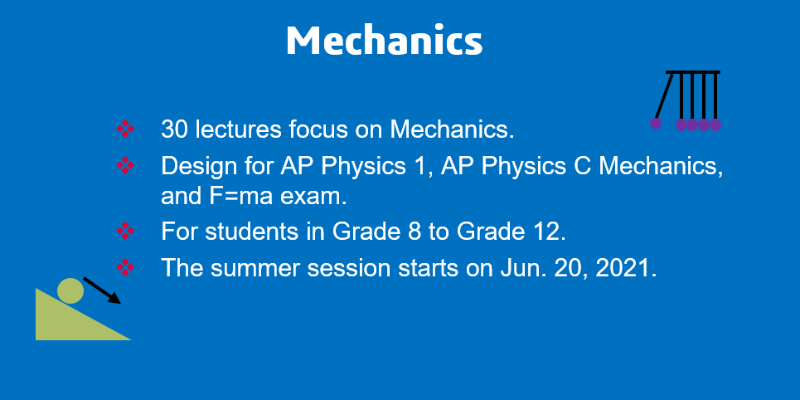 Mechanics
30 lectures focus on Mechanics.
Design for AP Physics 1, AP Physics C Mechanics,
and F=ma exam.
For students in Grade 8 to Grade 12.
The summer session starts on Jun. 20, 2021.